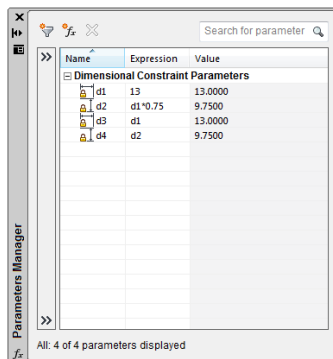 Search for parameter
Name Expression Value
Dimensional Constraint Parameters
d1 13 13.0000
d2 d1*0.75 9.7500
d3 d1 13.0000
d4 d2 9.7500
Parameters Manager
All: 4 of 4 parameters displayed